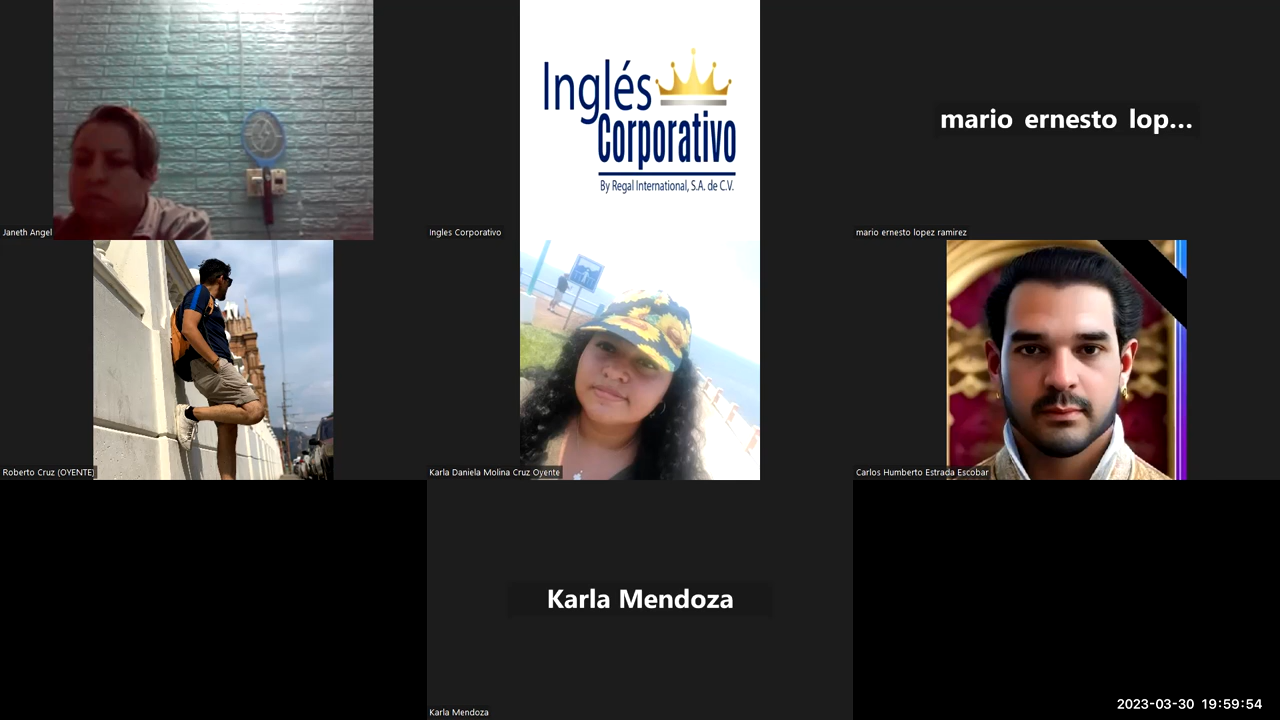 Inglés
Corporativo
By Regal International, S.A. de C.V.
mario ernesto lop...
Janeth Angel
Ingles Corporativo
mario ernesto lopez ramirez
Roberto Cruz (OYENTE)
Karla Daniela Molina Cruz Oyente
Carlos Humberto Estrada Escobar
Karla Mendoza
Karla Mendoza
2023-03-30 19:59:54